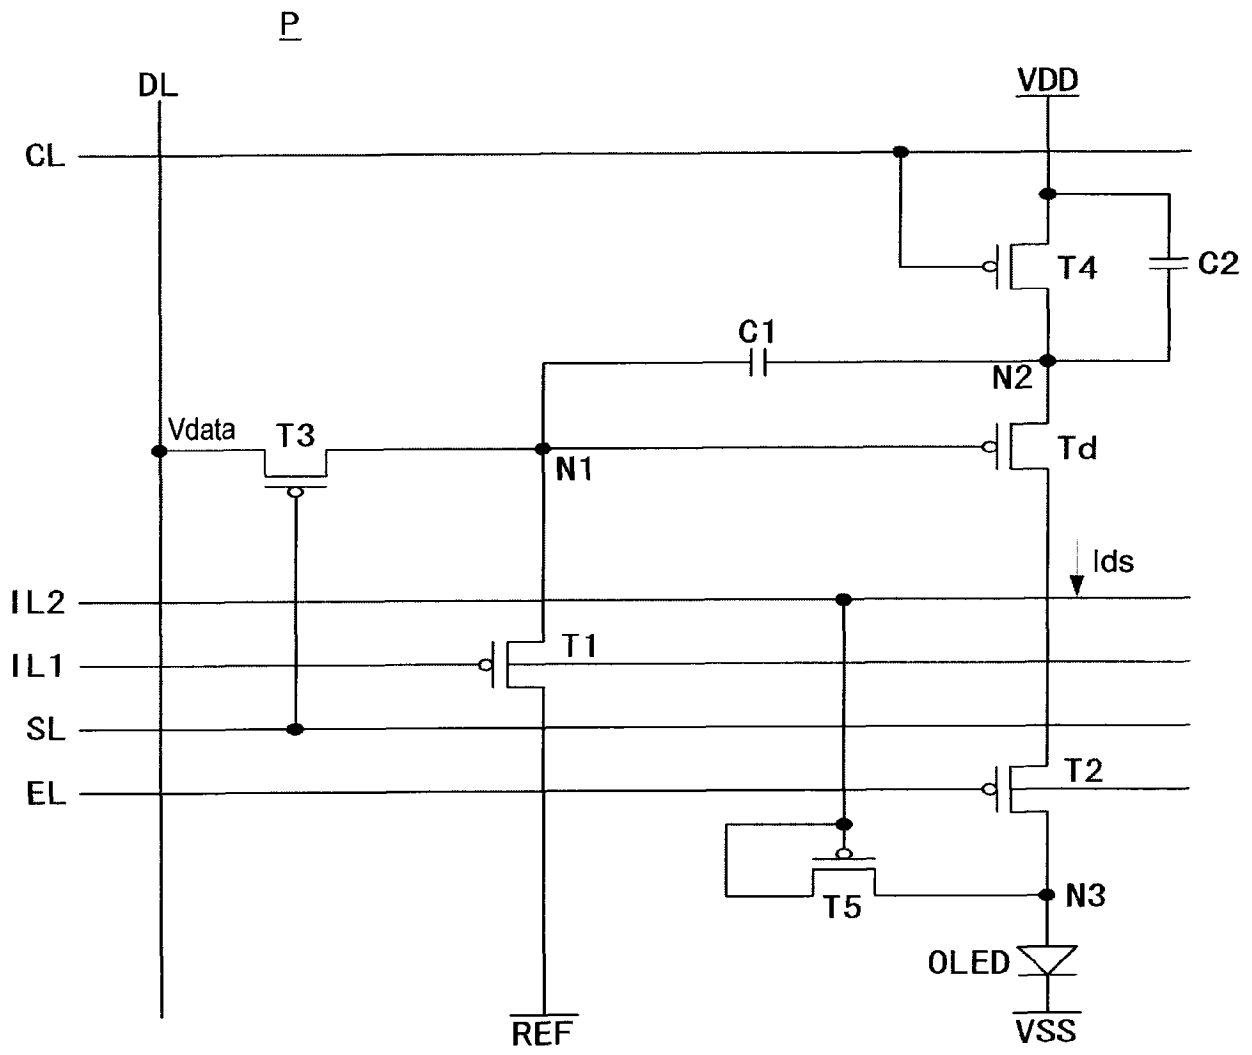 P
DL
VDD
CL
T4
C2
C1
N2
Vdata
T3
N1
Td
Ids
IL2
T1
IL1
SL
T2
EL
T5
N3
OLED
REF
VSS